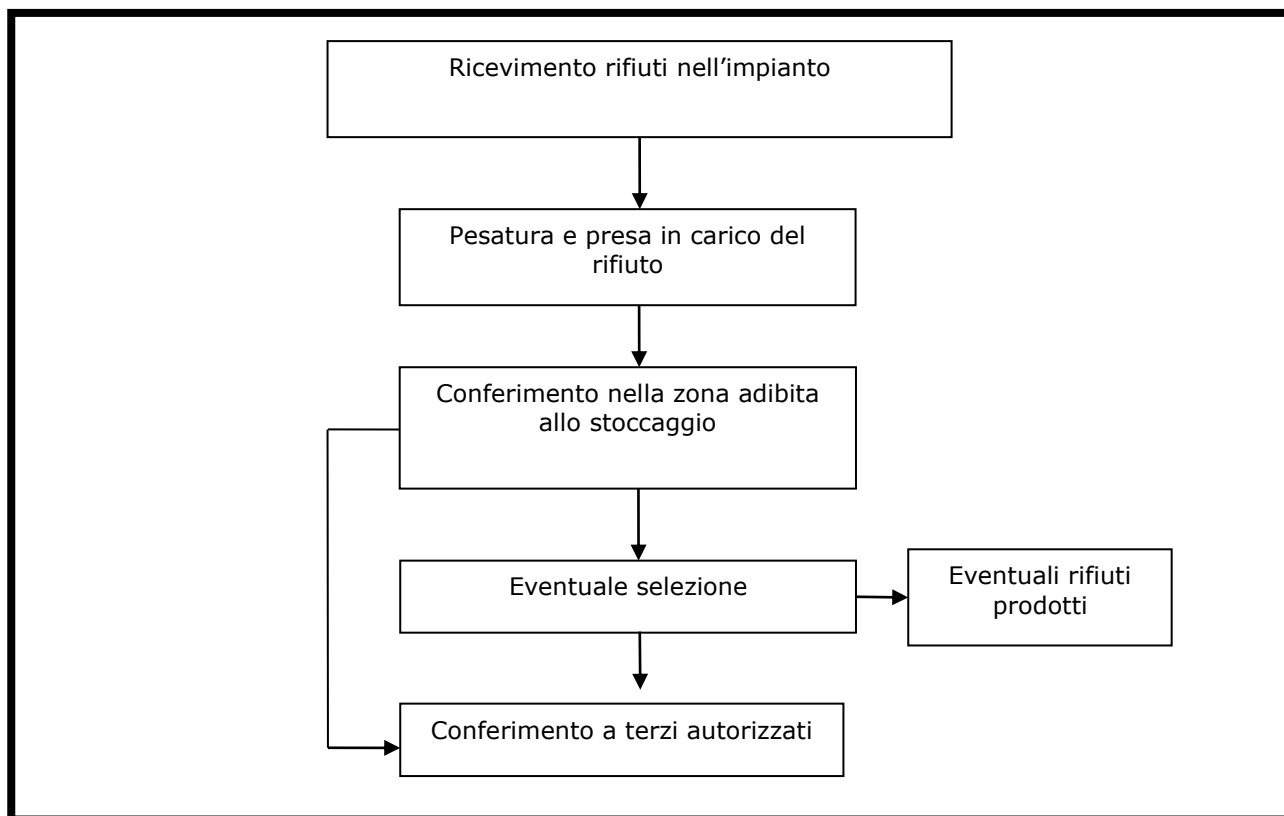 Ricevimento rifiuti nell’impianto
Pesatura e presa in carico del
rifiuto
Conferimento nella zona adibita
allo stoccaggio
Eventuale selezione
Eventuali rifiuti
prodotti
Conferimento a terzi autorizzati